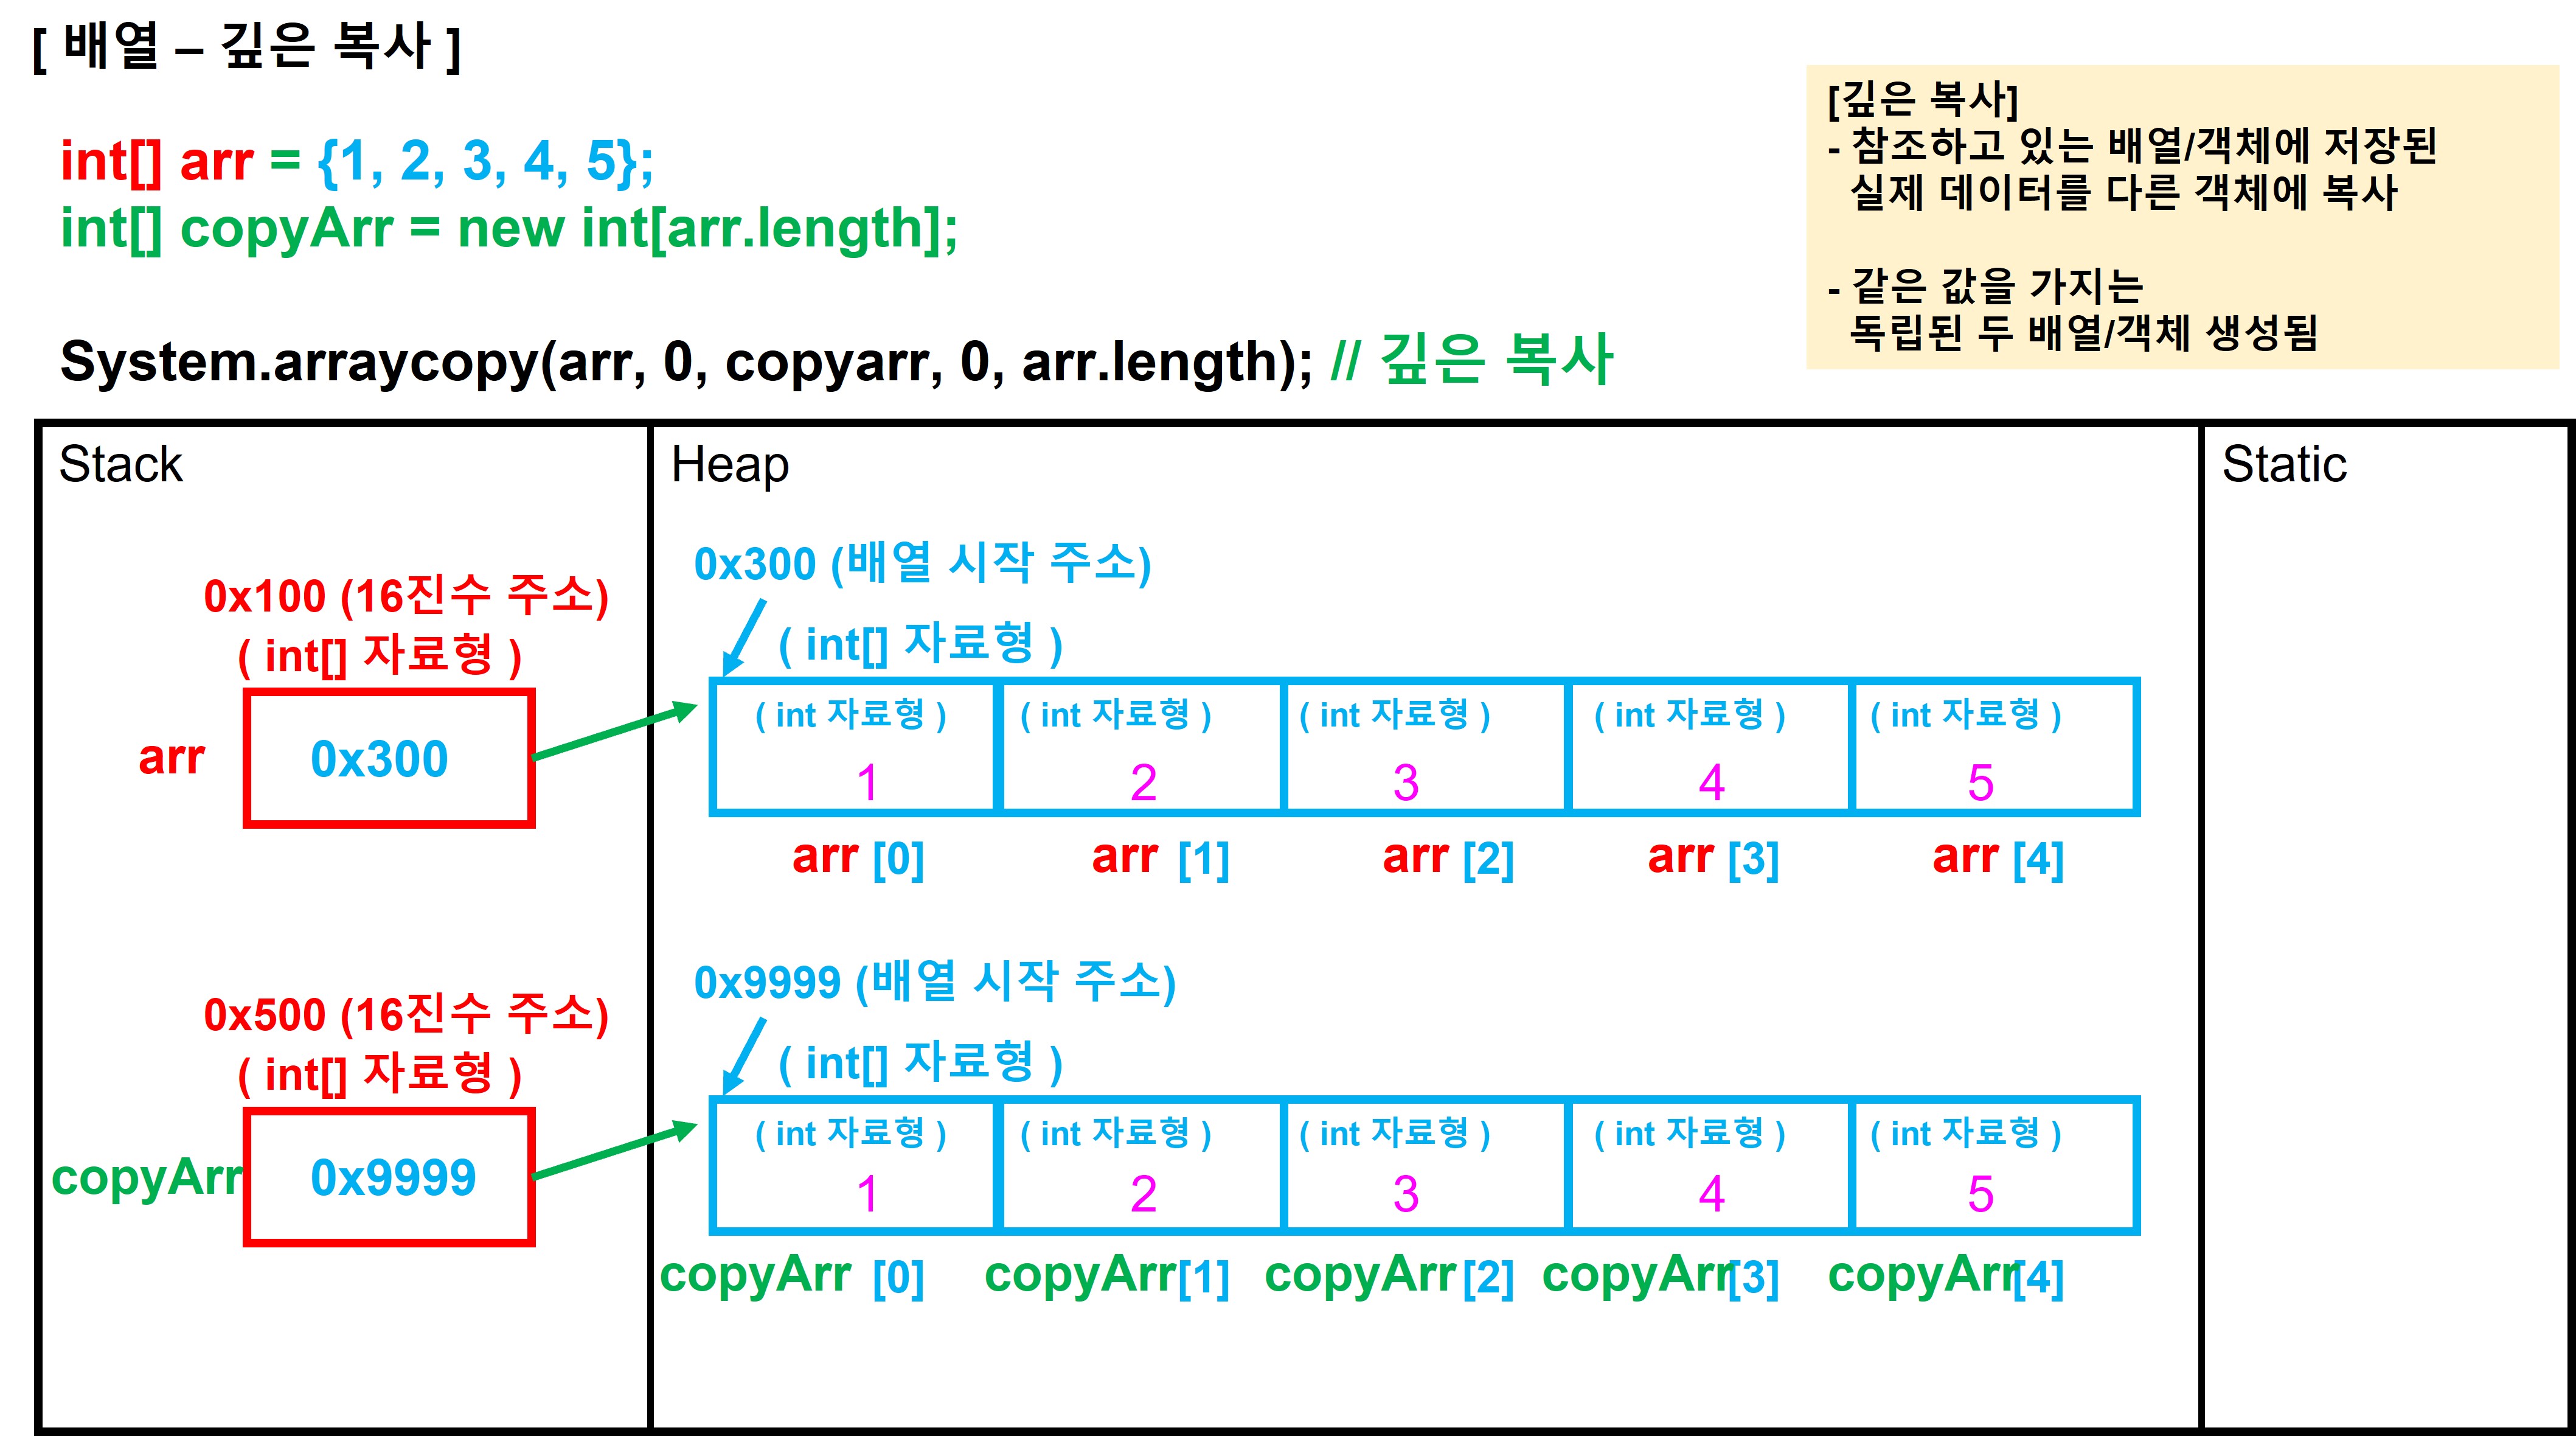 [ 배열 – 깊은 복사 ]
int[] arr = {1, 2, 3, 4, 5};
int[] copyArr = new int[arr.length];
System.arraycopy(arr, 0, copyarr, 0, arr.length); // 깊은 복사
[깊은 복사]
- 참조하고 있는 배열/객체에 저장된
실제 데이터를 다른 객체에 복사
- 같은 값을 가지는
독립된 두 배열/객체 생성됨
Stack
Heap
Static
0x100 (16진수 주소)
( int[] 자료형 )
arr
0x300
0x300 (배열 시작 주소)
( int[] 자료형 )
( int 자료형 ) ( int 자료형 ) ( int 자료형 ) ( int 자료형 ) ( int 자료형 )
1 2 3 4 5
arr [0] arr [1] arr [2] arr [3] arr [4]
0x500 (16진수 주소)
( int[] 자료형 )
copyArr
0x9999
0x9999 (배열 시작 주소)
( int[] 자료형 )
( int 자료형 ) ( int 자료형 ) ( int 자료형 ) ( int 자료형 ) ( int 자료형 )
1 2 3 4 5
copyArr [0] copyArr[1] copyArr [2] copyArr[3] copyArr[4]